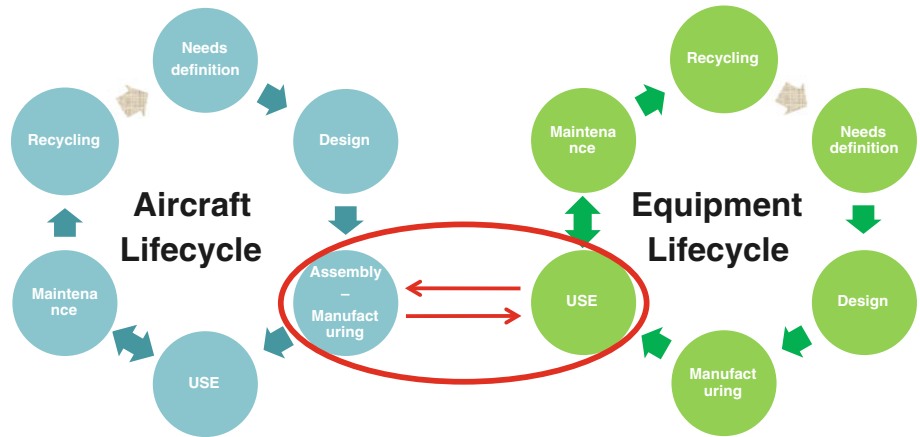 Needs
definition
Design
Assembly
–
Manufact
uring
USE
Maintena
nce
Recycling
Aircraft
Lifecycle
Recycling
Needs
definition
Design
Manufact
uring
USE
Maintena
nce
Equipment
Lifecycle